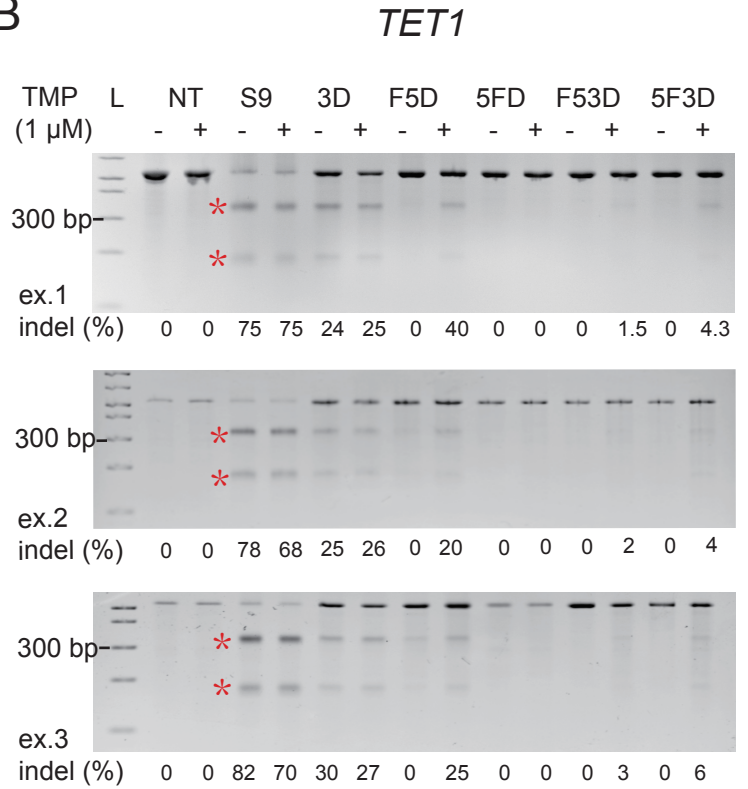 B
TET1
TMP L NT S9 3D F5D 5FD F53D 5F3D
(1 µM) - + - + - + - + - + - + - +
300 bp-
*
*
ex.1
indel (%) 0 0 75 75 24 25 0 40 0 0 0 1.5 0 4.3
300 bp-
*
*
ex.2
indel (%) 0 0 78 68 25 26 0 20 0 0 0 2 0 4
300 bp-
*
*
ex.3
indel (%) 0 0 82 70 30 27 0 25 0 0 0 3 0 6